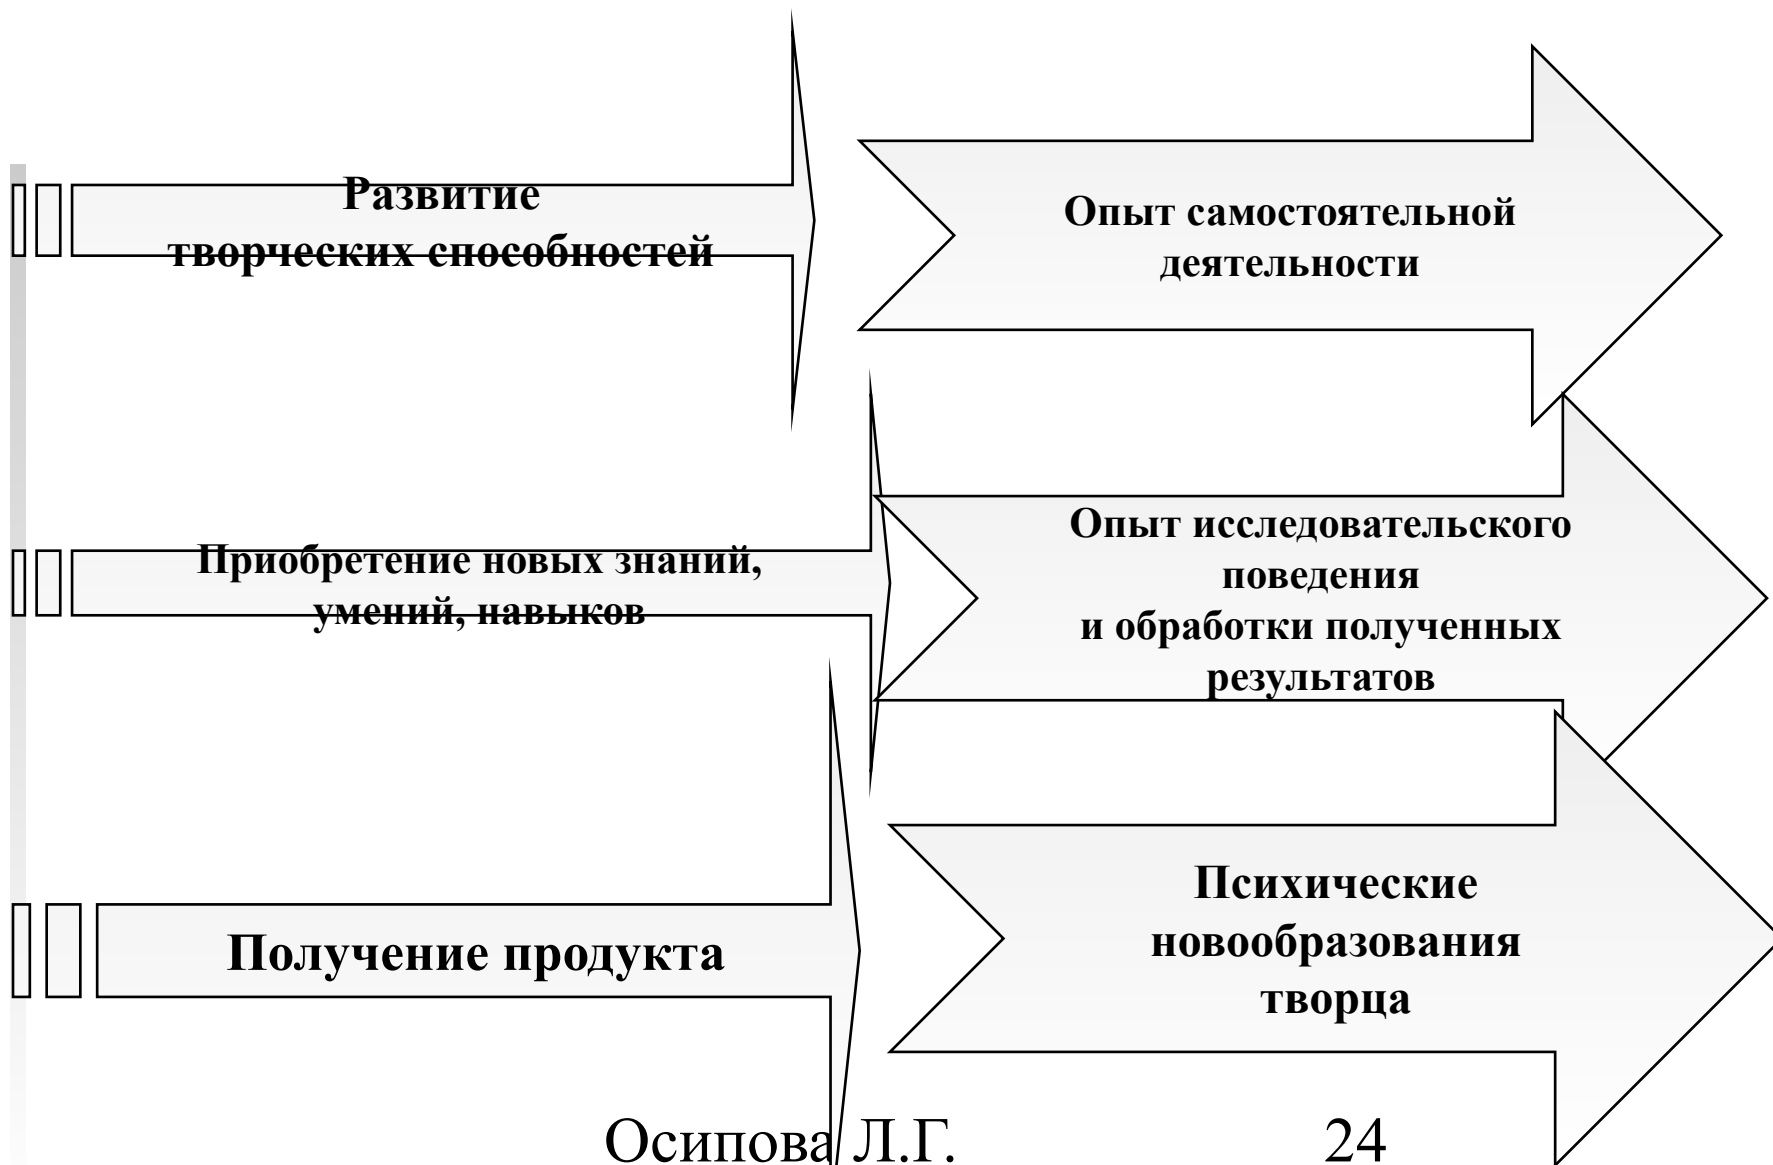 Развитие
творческих способностей
Опыт самостоятельной
деятельности
Приобретение новых знаний,
умений, навыков
Опыт исследовательского
поведения
и обработки полученных
результатов
Получение продукта
Психические
новообразования
творца
Осипова Л.Г.
24